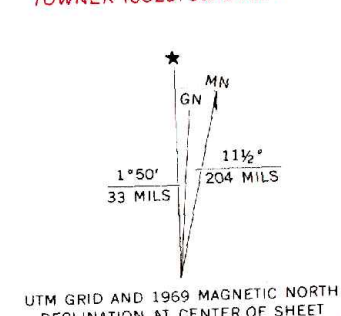 TOWNER
★
MN
GN
1°50'
33 MILS
11½°
204 MILS
UTM GRID AND 1969 MAGNETIC NORTH
DECLINATION AT CENTER OF SHEET